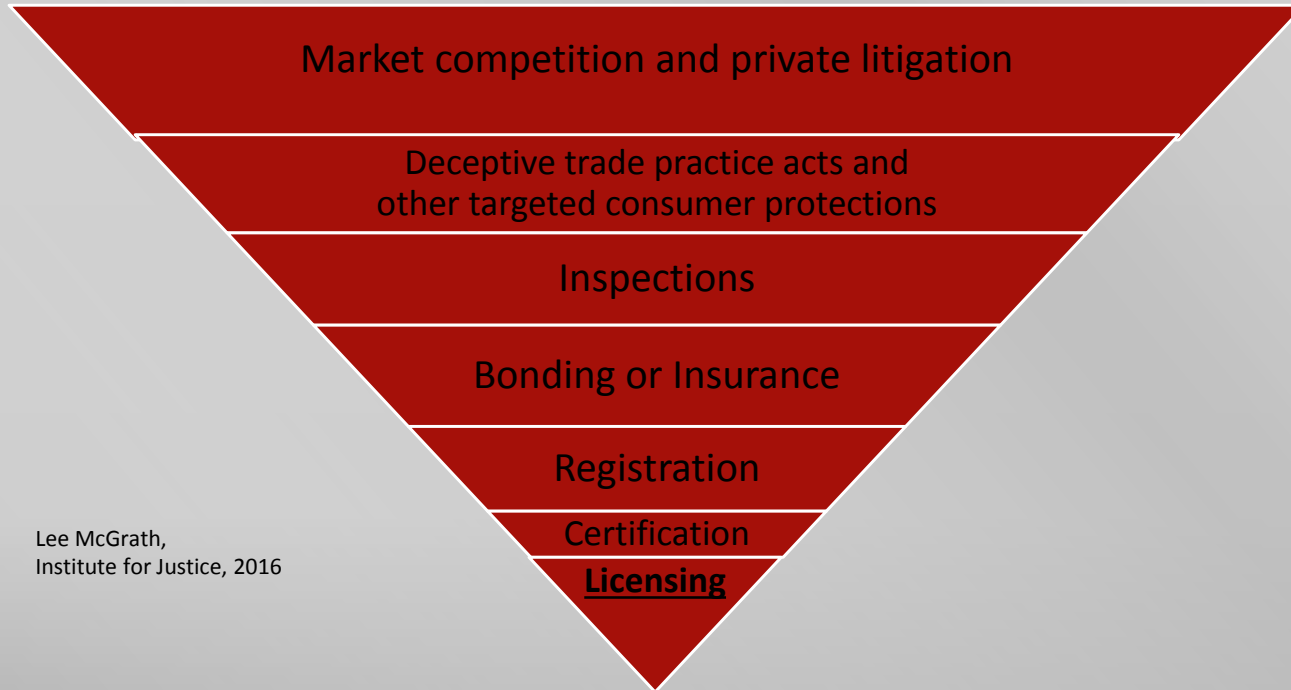 Market competition and private litigation
Deceptive trade practice acts and
other targeted consumer protections
Inspections
Bonding or Insurance
Registration
Certification
Licensing
Lee McGrath,
Institute for Justice, 2016